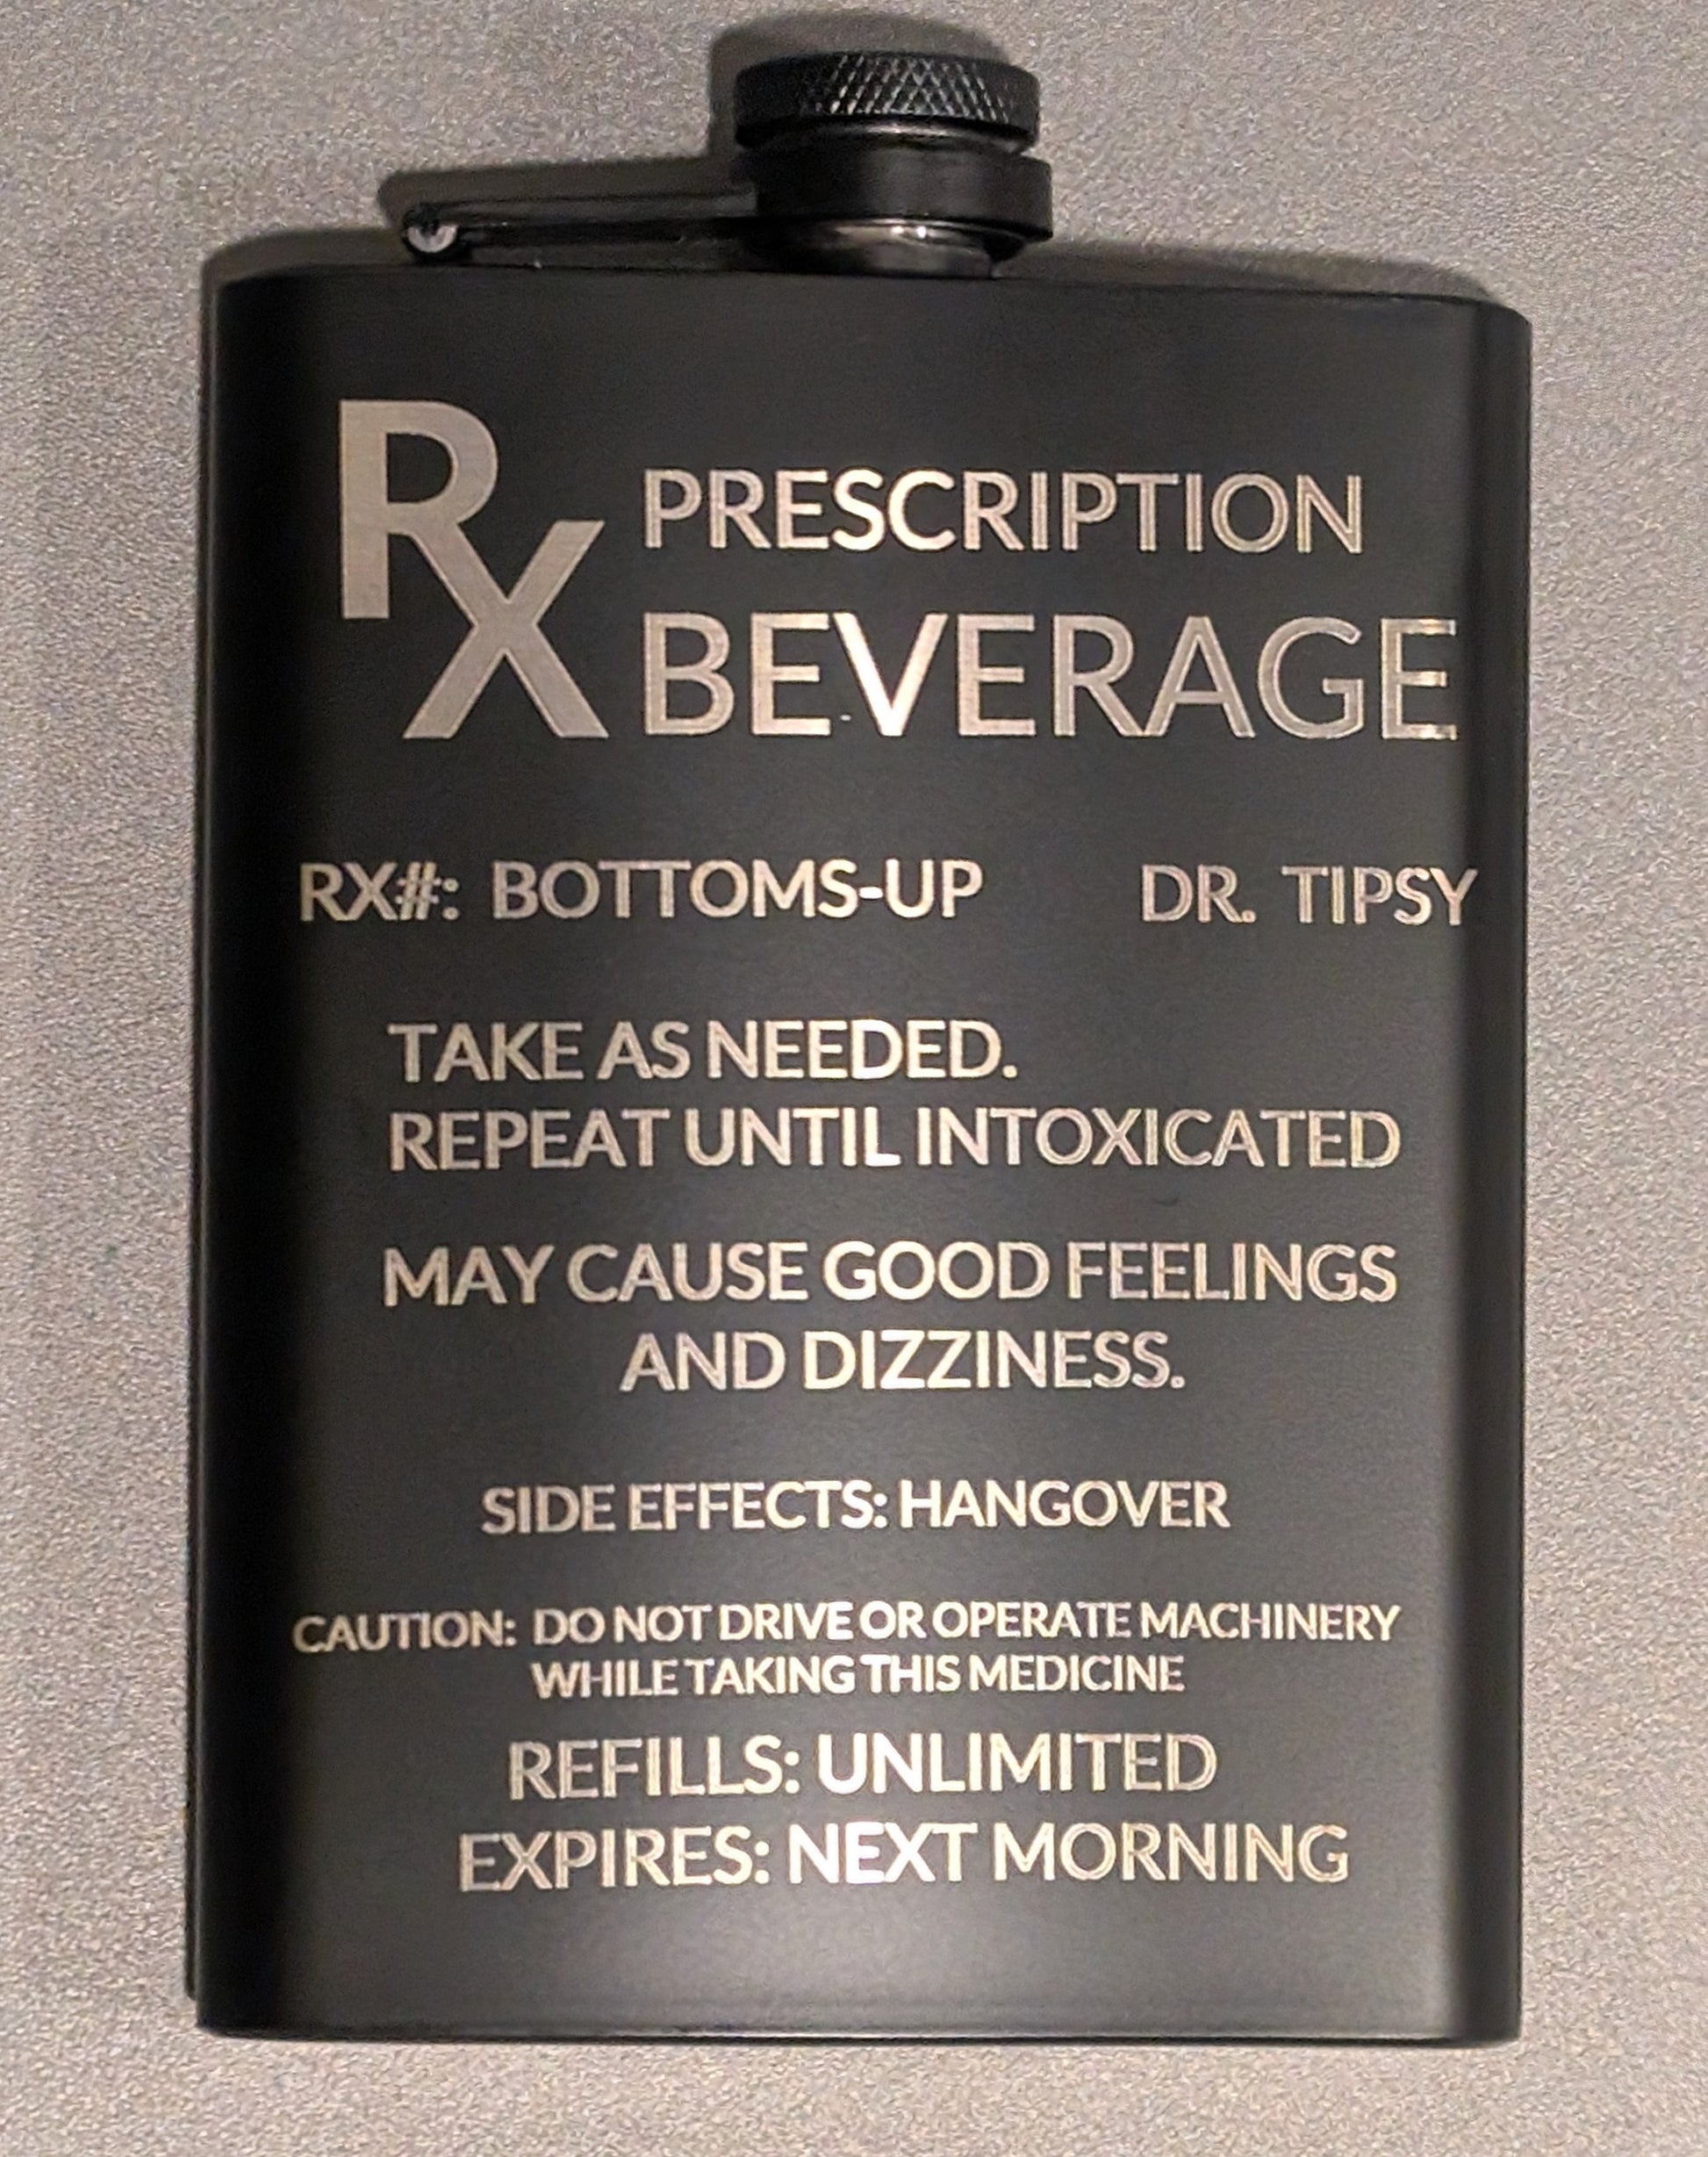 RX PRESCRIPTION
BEVERAGE
RX#: BOTTOMS-UP DR. TIPSY
TAKE AS NEEDED.
REPEAT UNTIL INTOXICATED
MAY CAUSE GOOD FEELINGS
AND DIZZINESS.
SIDE EFFECTS: HANGOVER
CAUTION: DO NOT DRIVE OR OPERATE MACHINERY
WHILE TAKING THIS MEDICINE
REFILLS: UNLIMITED
EXPIRES: NEXT MORNING